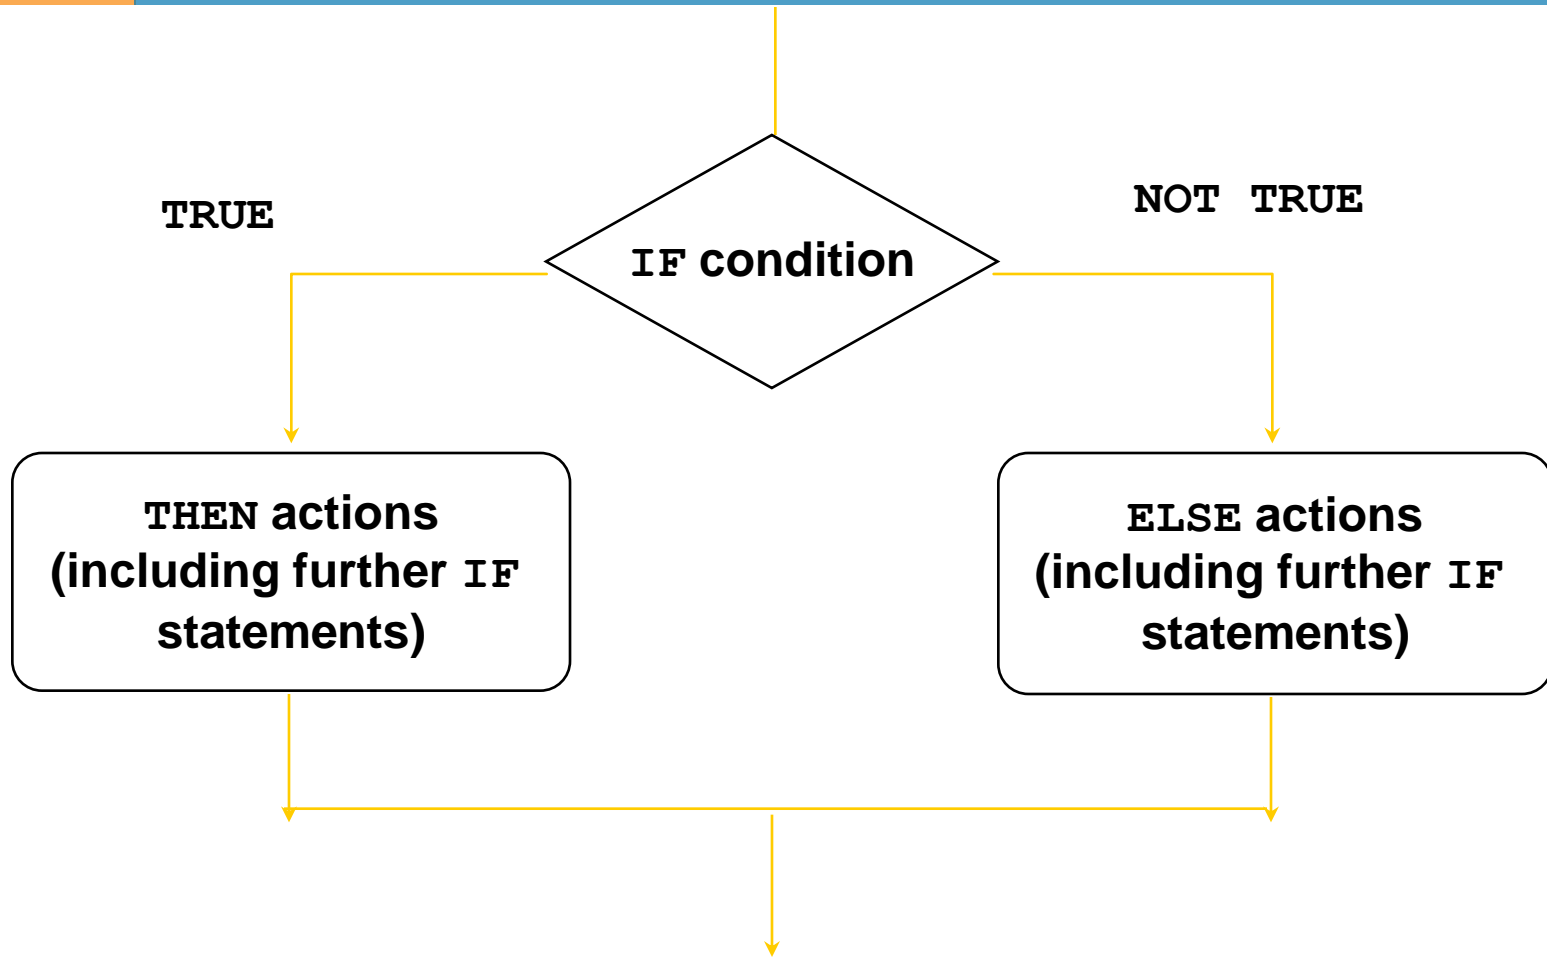 TRUE
NOT TRUE
IF condition
THEN actions
(including further IF
statements)
ELSE actions
(including further IF
statements)